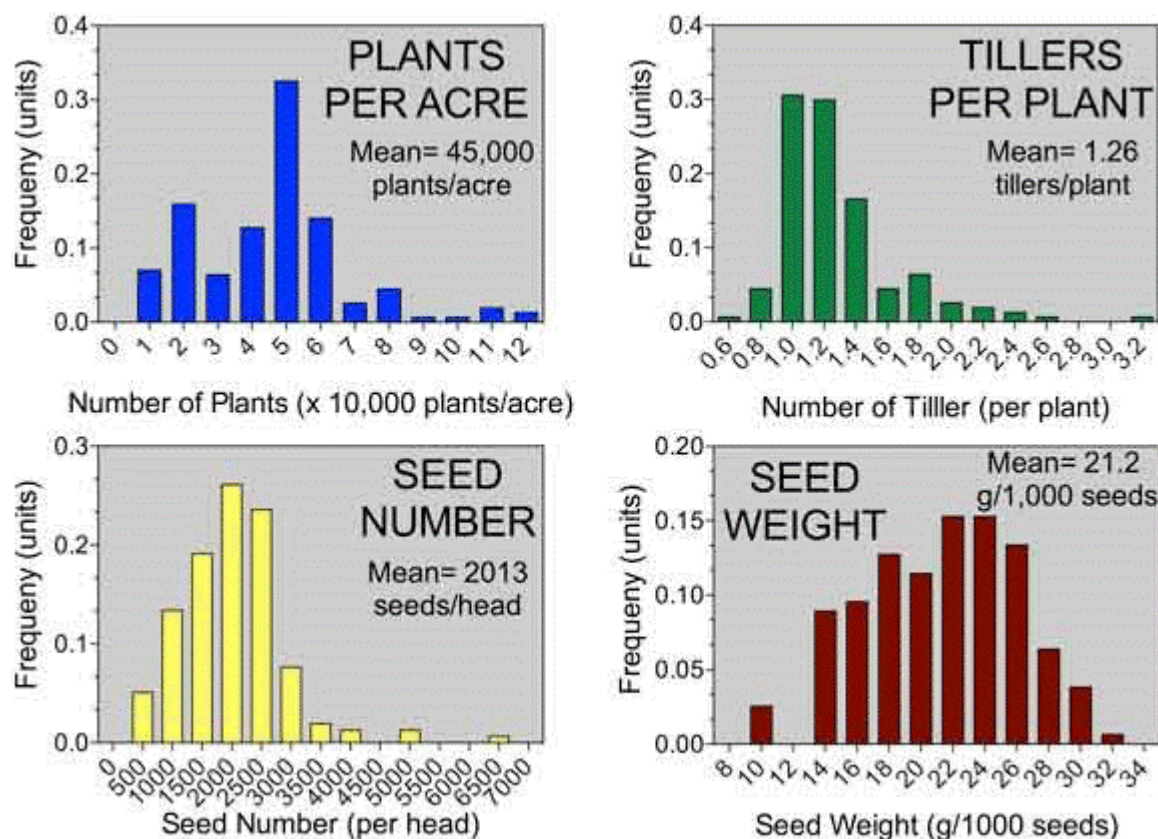 PLANTS
PER ACRE
Mean= 45,000
plants/acre
Frequeny (units)
0.4
0.3
0.2
0.1
0.0
0 1 2 3 4 5 6 7 8 9 10 11 12
Number of Plants (x 10,000 plants/acre)
TILLERS
PER PLANT
Mean= 1.26
tillers/plant
Frequeny (units)
0.4
0.3
0.2
0.1
0.0
0.6 0.8 1.0 1.2 1.4 1.6 1.8 2.0 2.2 2.4 2.6 2.8 3.0 3.2
Number of Tilller (per plant)
SEED
NUMBER
Mean= 2013
seeds/head
Frequeny (units)
0.3
0.2
0.1
0.0
0 5000 1000 1500 2000 2500 3000 3500 4000 4500 5000 5500 6000 6500 7000
Seed Number (per head)
SEED
WEIGHT
Mean= 21.2
g/1,000 seeds
Frequeny (units)
0.20
0.15
0.10
0.05
0.00
8 10 12 14 16 18 20 22 24 26 28 30 32 34
Seed Weight (g/1000 seeds)